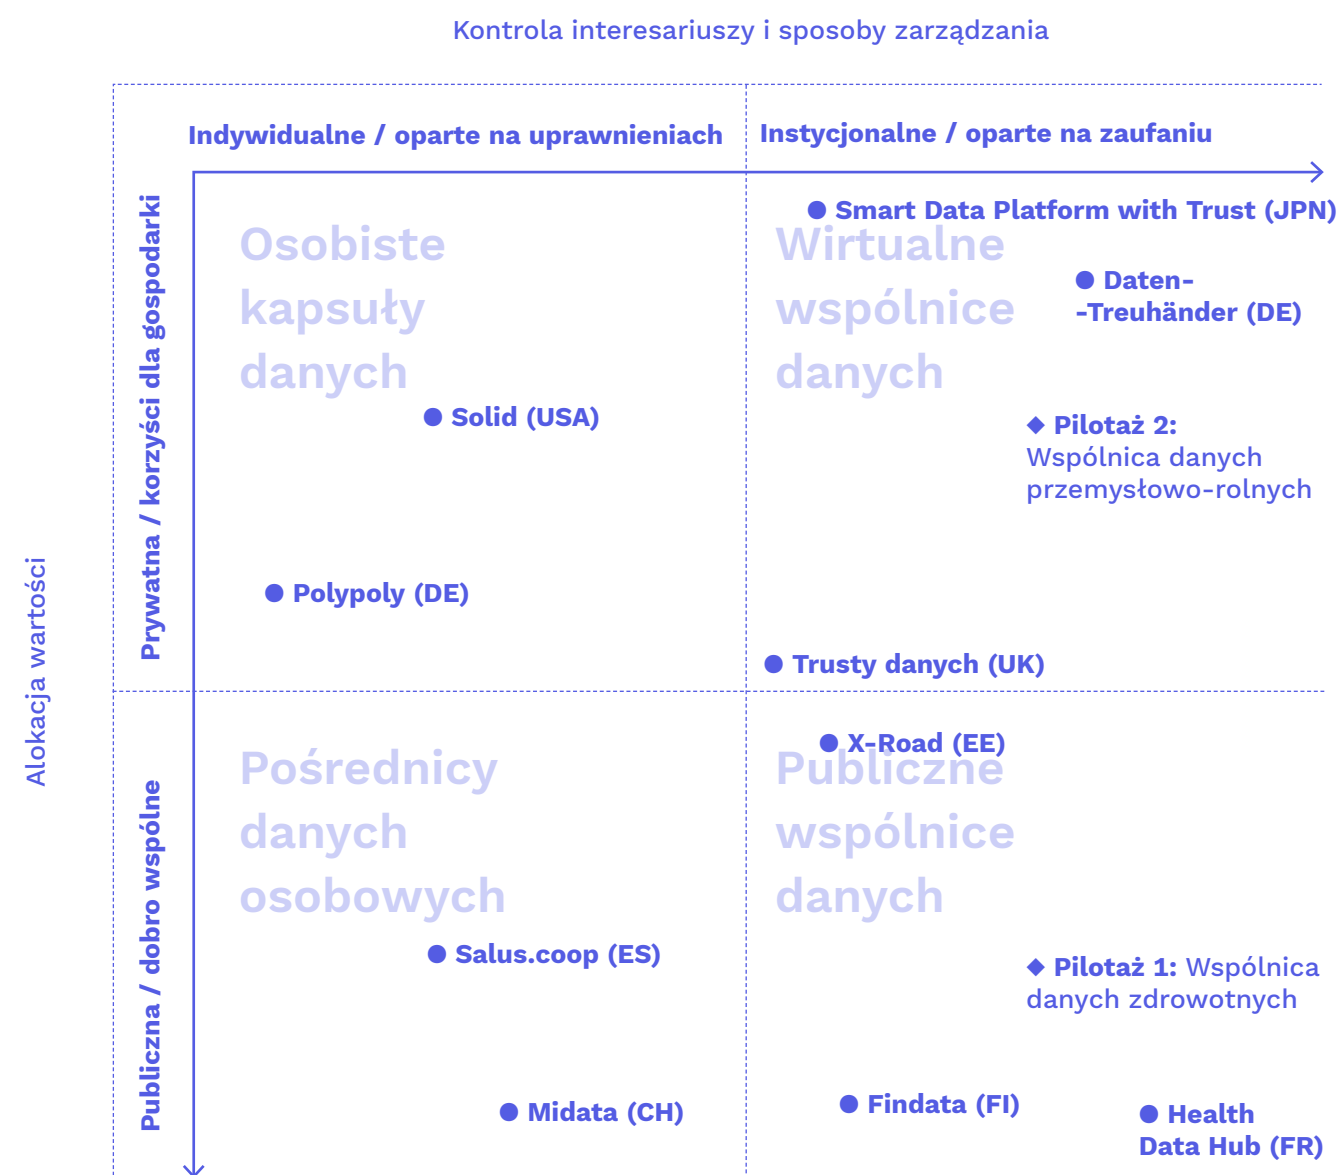 Kontrola interesariuszy i sposoby zarządzania
Indywidualne / oparte na uprawnieniach
Instycjonalne / oparte na zaufaniu
Alokacja wartości
Prywatna / korzyści dla gospodarki
Osobiste
kapsuły
danych
● Solid (USA)
● Polypoly (DE)
● Smart Data Platform with Trust (JPN)
Wirtualne
wspólnice
danych
● Daten-
-Treuhänder (DE)
◆ Pilotaż 2:
Wspólnica danych
przemysłowo-rolnych
● Trusty danych (UK)
Publiczna / dobro wspólne
Pośrednicy
danych
osobowych
● Salus.coop (ES)
● Midata (CH)
● X-Road (EE)
Publiczne
wspólnice
danych
◆ Pilotaż 1: Wspólnica
danych zdrowotnych
● Findata (FI)
● Health
Data Hub (FR)